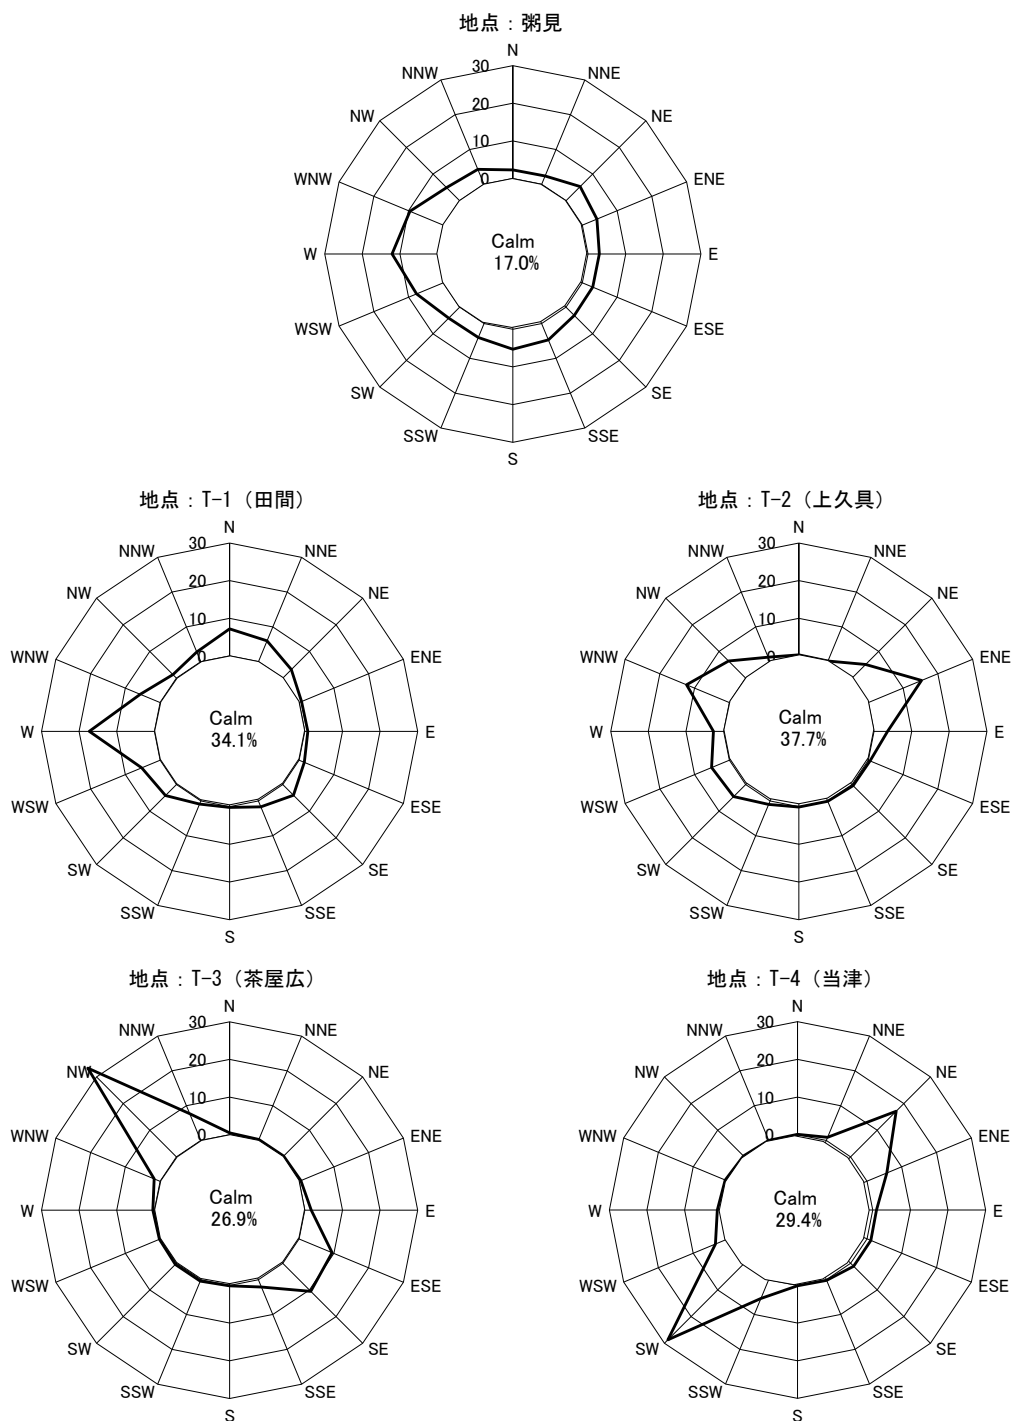 地点：粥見
N
30
NNW
NNE
20
NW
NE
10
WNW
0
ENE
Calm
17.0%
W
E
WSW
ESE
SW
SE
SSW
SSE
S
地点：T-1（田間）
N
30
NNW
NNE
20
NW
NE
10
WNW
0
ENE
Calm
34.1%
W
E
WSW
ESE
SW
SE
SSW
SSE
S
地点：T-2（上久具）
N
30
NNW
NNE
20
NW
NE
10
WNW
0
ENE
Calm
37.7%
W
E
WSW
ESE
SW
SE
SSW
SSE
S
地点：T-3（茶屋広）
N
30
NNW
NNE
20
NW
NE
10
WNW
0
ENE
Calm
26.9%
W
E
WSW
ESE
SW
SE
SSW
SSE
S
地点：T-4（当津）
N
30
NNW
NNE
20
NW
NE
10
WNW
0
ENE
Calm
29.4%
W
E
WSW
ESE
SW
SE
SSW
SSE
S